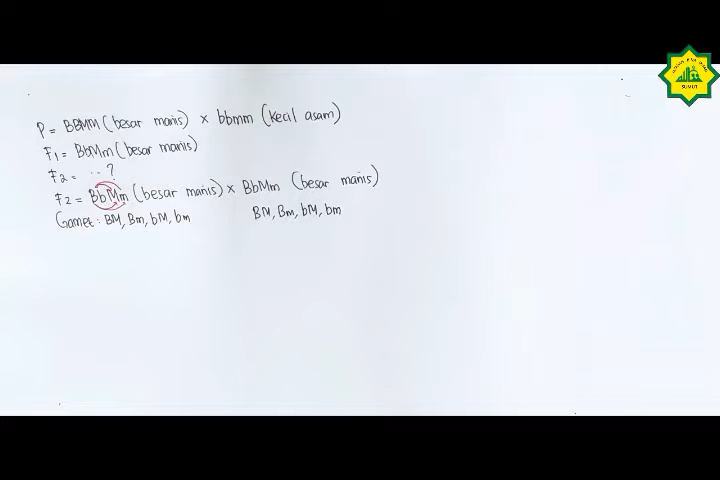 P = BBMM (besar manis) × bbmm (kecil asam)
F1 = BbMm (besar manis)
F2 = ... ?
F2 = BbMm (besar manis) × BbMm (besar manis)
Gamet : BM, Bm, bM, bm    BM, Bm, bM, bm
SUMUT